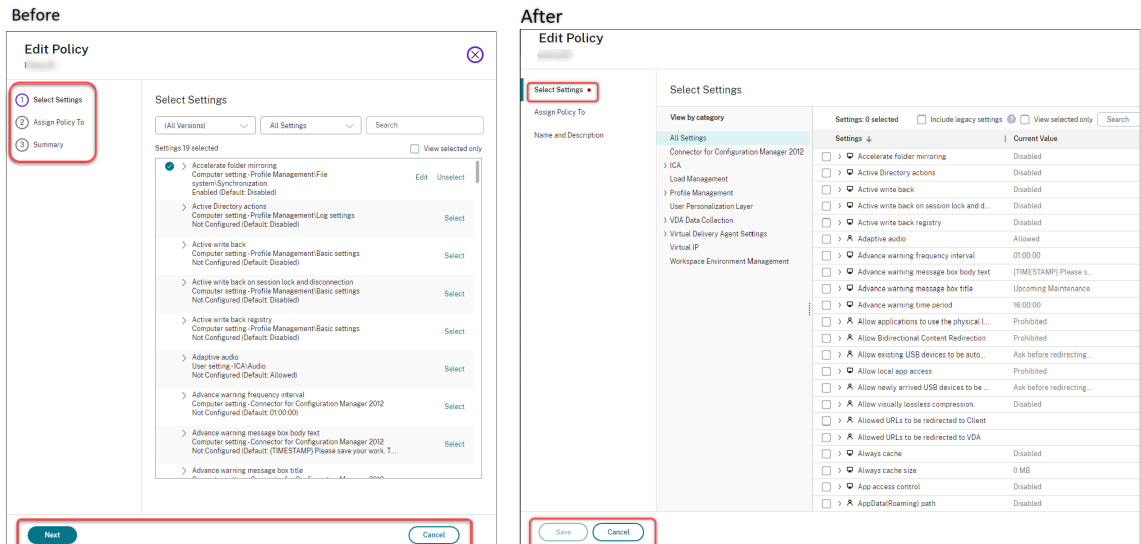 Before
Edit Policy
1 Select Settings
2 Assign Policy To
3 Summary
Select Settings
(All Versions) All Settings Search
Settings 19 selected View selected only
Accelerate folder mirroring
Computer setting - Profile Management\File
system\Synchronization
Enabled (Default: Disabled)
Edit Unselect
Active Directory actions
Computer setting - Profile Management\Log settings
Not Configured (Default: Disabled)
Select
Active write back
Computer setting - Profile Management\Basic settings
Not Configured (Default: Disabled)
Select
Active write back on session lock and disconnection
Computer setting - Profile Management\Basic settings
Not Configured (Default: Disabled)
Select
Active write back registry
Computer setting - Profile Management\Basic settings
Not Configured (Default: Disabled)
Select
Adaptive audio
User setting - ICA\Audio
Not Configured (Default: Allowed)
Select
Advance warning frequency interval
Computer setting - Connector for Configuration Manager 2012
Not Configured (Default: 01:00:00)
Select
Advance warning message box body text
Computer setting - Connector for Configuration Manager 2012
Not Configured (Default: {TIMESTAMP} Please save your work. T...
Select
Advance warning message box title
Next Cancel
After
Edit Policy
Select Settings
Assign Policy To
Name and Description
Select Settings
View by category
All Settings
Connector for Configuration Manager 2012
ICA
Load Management
Profile Management
User Personalization Layer
VDA Data Collection
Virtual Delivery Agent Settings
Virtual IP
Workspace Environment Management
Settings: 0 selected Include legacy settings ? View selected only Search
Settings ↓ Current Value
Accelerate folder mirroring Disabled
Active Directory actions Disabled
Active write back Disabled
Active write back on session lock and d... Disabled
Active write back registry Disabled
Adaptive audio Allowed
Advance warning frequency interval 01:00:00
Advance warning message box body text {TIMESTAMP} Please s...
Advance warning message box title Upcoming Maintenance
Advance warning time period 16:00:00
Allow applications to use the physical l... Prohibited
Allow Bidirectional Content Redirection Prohibited
Allow existing USB devices to be auto... Ask before redirecting...
Allow local app access Prohibited
Allow newly arrived USB devices to be ... Ask before redirecting...
Allow visually lossless compression. Disabled
Allowed URLs to be redirected to Client
Allowed URLs to be redirected to VDA
Always cache Disabled
Always cache size 0 MB
App access control Disabled
AppData(Roaming) path Disabled
Save Cancel